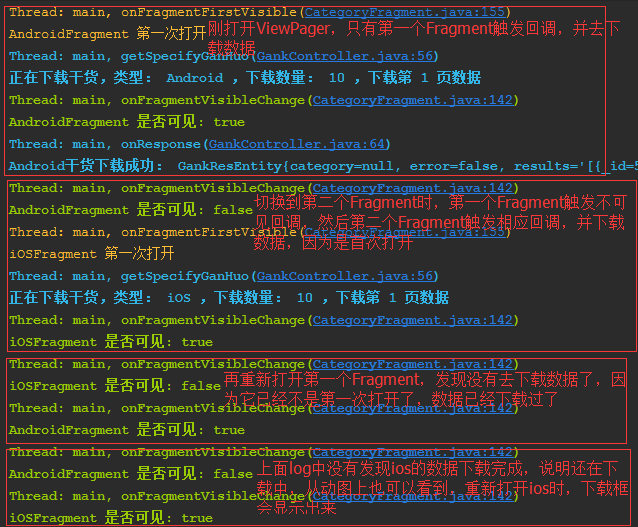 Thread: main, onFragmentFirstVisible(CategoryFragment.java:155)
AndroidFragment 第一次打开
刚打开ViewPager，只有第一个Fragment触发回调，并去下
载数据
Thread: main, getSpecifyGanHuo(GankController.java:56)
正在下载干货，类型： Android ，下载数量： 10 ，下载第 1 页数据
Thread: main, onFragmentVisibleChange(CategoryFragment.java:142)
AndroidFragment 是否可见：true
Thread: main, onResponse(GankController.java:64)
Android干货下载成功： GankResEntity{category=null, error=false, results='[{_id=5
Thread: main, onFragmentVisibleChange(CategoryFragment.java:142)
AndroidFragment 是否可见：false
切换到第二个Fragment时，第一个Fragment触发不可
见回调，然后第二个Fragment触发相应回调，并下载
数据，因为是首次打开
Thread: main, onFragmentFirstVisible(CategoryFragment.java:155)
iOSFragment 第一次打开
Thread: main, getSpecifyGanHuo(GankController.java:56)
正在下载干货，类型： iOS ，下载数量： 10 ，下载第 1 页数据
Thread: main, onFragmentVisibleChange(CategoryFragment.java:142)
iOSFragment 是否可见：true
Thread: main, onFragmentVisibleChange(CategoryFragment.java:142)
iOSFragment 是否可见：false
再重新打开第一个Fragment，发现没有去下载数据了，因
为它已经不是第一次打开了，数据已经下载过了
Thread: main, onFragmentVisibleChange(CategoryFragment.java:142)
AndroidFragment 是否可见：true
Thread: main, onFragmentVisibleChange(CategoryFragment.java:142)
AndroidFragment 是否可见：false
上面log中没有发现ios的数据下载完成，说明还在下
载中，从动图上也可以看到，重新打开ios时，下载框
会显示出来
Thread: main, onFragmentVisibleChange(CategoryFragment.java:142)
iOSFragment 是否可见：true